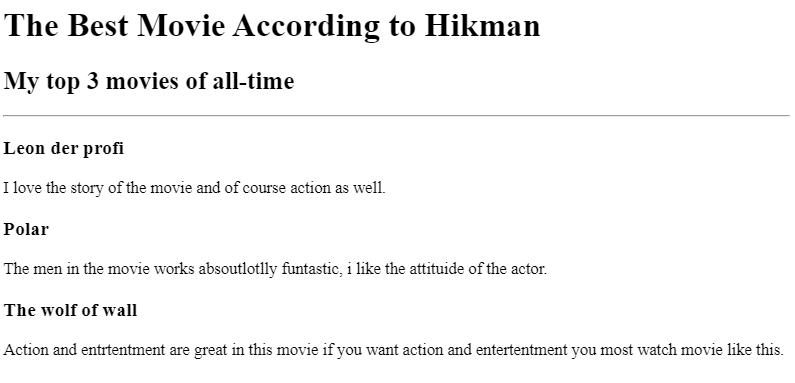 The Best Movie According to Hikman
My top 3 movies of all-time
Leon der profi
I love the story of the movie and of course action as well.
Polar
The men in the movie works absoutlotlly funtastic, i like the attituide of the actor.
The wolf of wall
Action and entrtentment are great in this movie if you want action and entertentment you most watch movie like this.